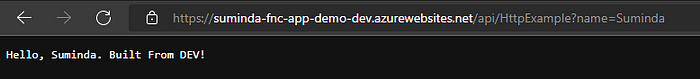 https://suminda-fnc-app-demo-dev.azurewebsites.net/api/HttpExample?name=Suminda
Hello, Suminda. Built From DEV!